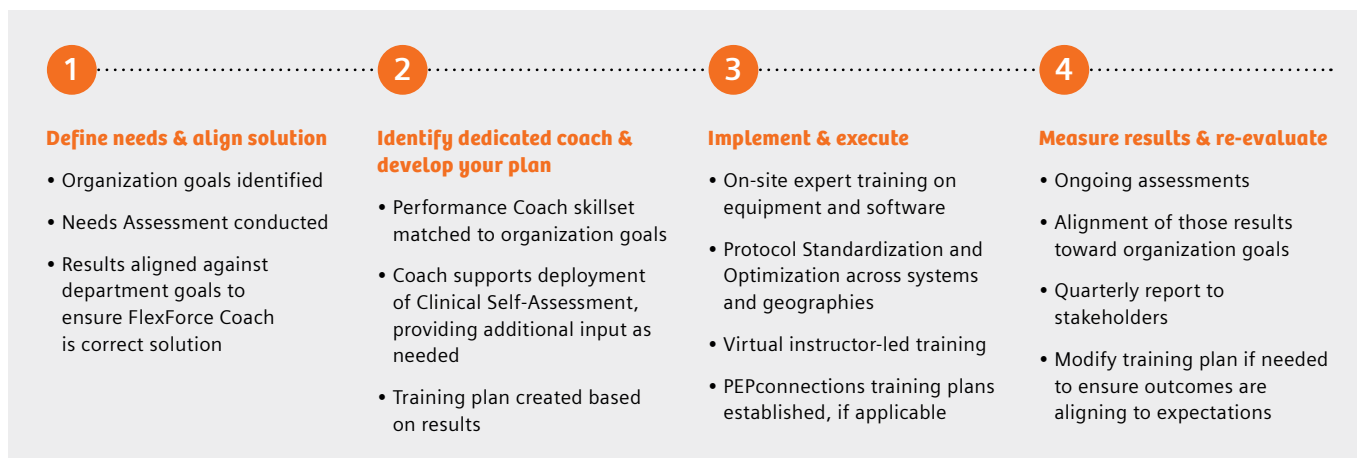 1
Define needs & align solution
• Organization goals identified
• Needs Assessment conducted
• Results aligned against
department goals to
ensure FlexForce Coach
is correct solution
2
Identify dedicated coach &
develop your plan
• Performance Coach skillset
matched to organization goals
• Coach supports deployment
of Clinical Self-Assessment,
providing additional input as
needed
• Training plan created based
on results
3
Implement & execute
• On-site expert training on
equipment and software
• Protocol Standardization and
Optimization across systems
and geographies
• Virtual instructor-led training
• PEPconnections training plans
established, if applicable
4
Measure results & re-evaluate
• Ongoing assessments
• Alignment of those results
toward organization goals
• Quarterly report to
stakeholders
• Modify training plan if needed
to ensure outcomes are
aligning to expectations